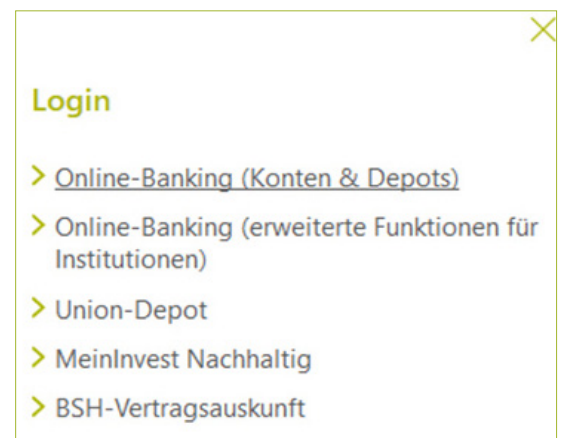 Login
Online-Banking (Konten & Depots)
Online-Banking (erweiterte Funktionen für
Institutionen)
Union-Depot
MeinInvest Nachhaltig
BSH-Vertragsauskunft